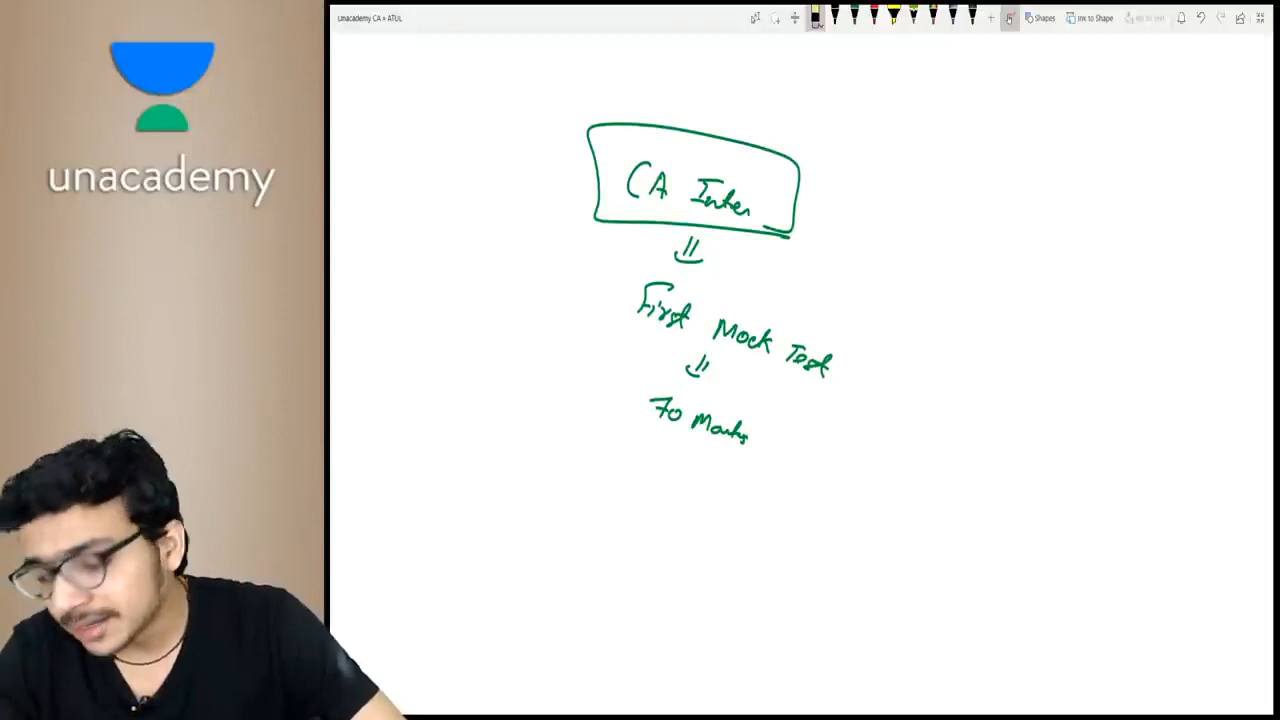 unacademy
Unacademy CA × ATUL
Shapes
Ink to Shape
CA Inter
First Mock Test
70 Marks